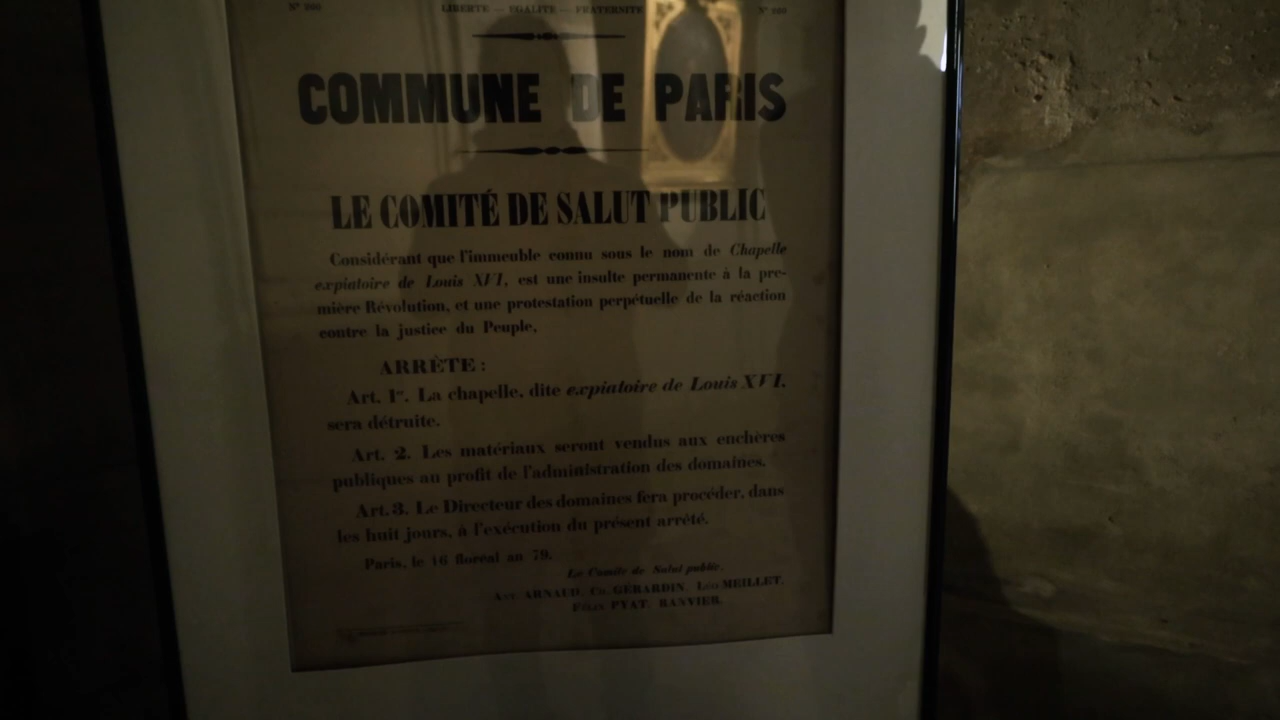 LIBERTÉ — ÉGALITÉ — FRATERNITÉ
COMMUNE DE PARIS
LE COMITÉ DE SALUT PUBLIC
Considérant que l'immeuble connu sous le nom de Chapelle
expiatoire de Louis XVI, est une insulte permanente à la pre-
mière Révolution, et une protestation perpétuelle de la réaction
contre la justice du Peuple,
ARRÊTE :
Art. 1er. La chapelle, dite expiatoire de Louis XVI,
sera détruite.
Art. 2. Les matériaux seront vendus aux enchères
publiques au profit de l'administration des domaines.
Art. 3. Le Directeur des domaines fera procéder, dans
les huit jours, à l'exécution du présent arrêté.
Paris, le 16 floréal an 79.
Le Comité de Salut public,
ANT ARNAUD, CH. GÉRARDIN, LÉO MEILLET,
FÉLIX PYAT, RANVIER.